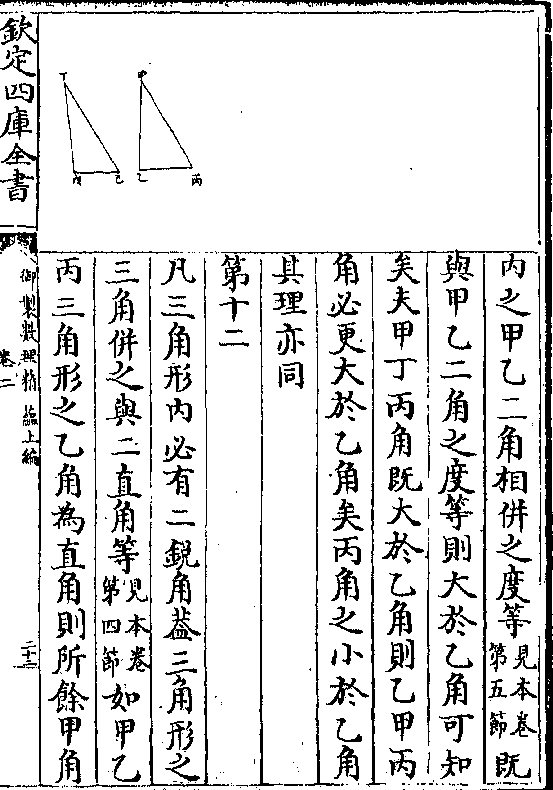 丙之甲乙二角相併之度等見本卷第五節既
與甲乙二角之度等則大於乙角可知
矣夫甲丁丙角既大於乙角則乙甲丙
角必更大於乙角矣丙角之小於乙角
其理亦同
第十二
凡三角形內必有二銳角葢三角形之
三角併之與二直角等見本卷第四節如甲乙
丙三角形之乙角為直角則所餘甲角
甲
乙
丙
丁
戊
己
欽定四庫全書
御製數理精蘊上編
卷二
二十三